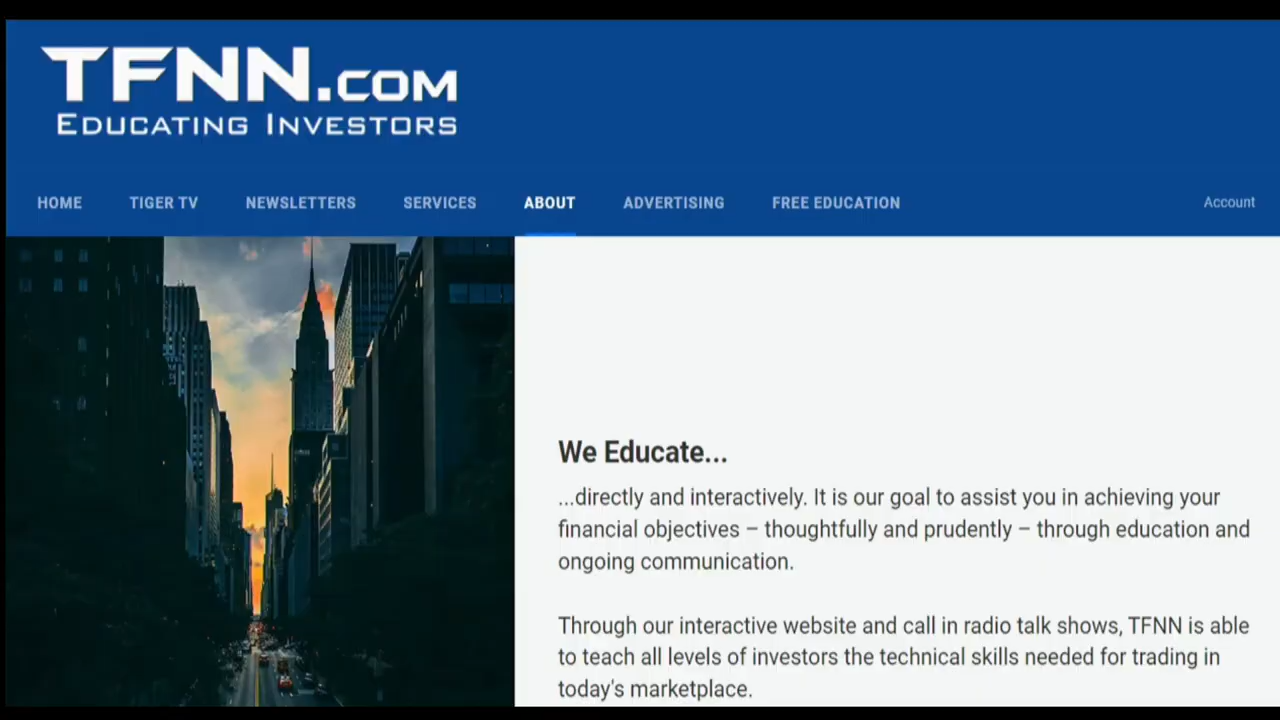 TFNN.COM
EDUCATING INVESTORS
HOME TIGER TV NEWSLETTERS SERVICES ABOUT ADVERTISING FREE EDUCATION Account
We Educate...
...directly and interactively. It is our goal to assist you in achieving your
financial objectives – thoughtfully and prudently – through education and
ongoing communication.
Through our interactive website and call in radio talk shows, TFNN is able
to teach all levels of investors the technical skills needed for trading in
today's marketplace.